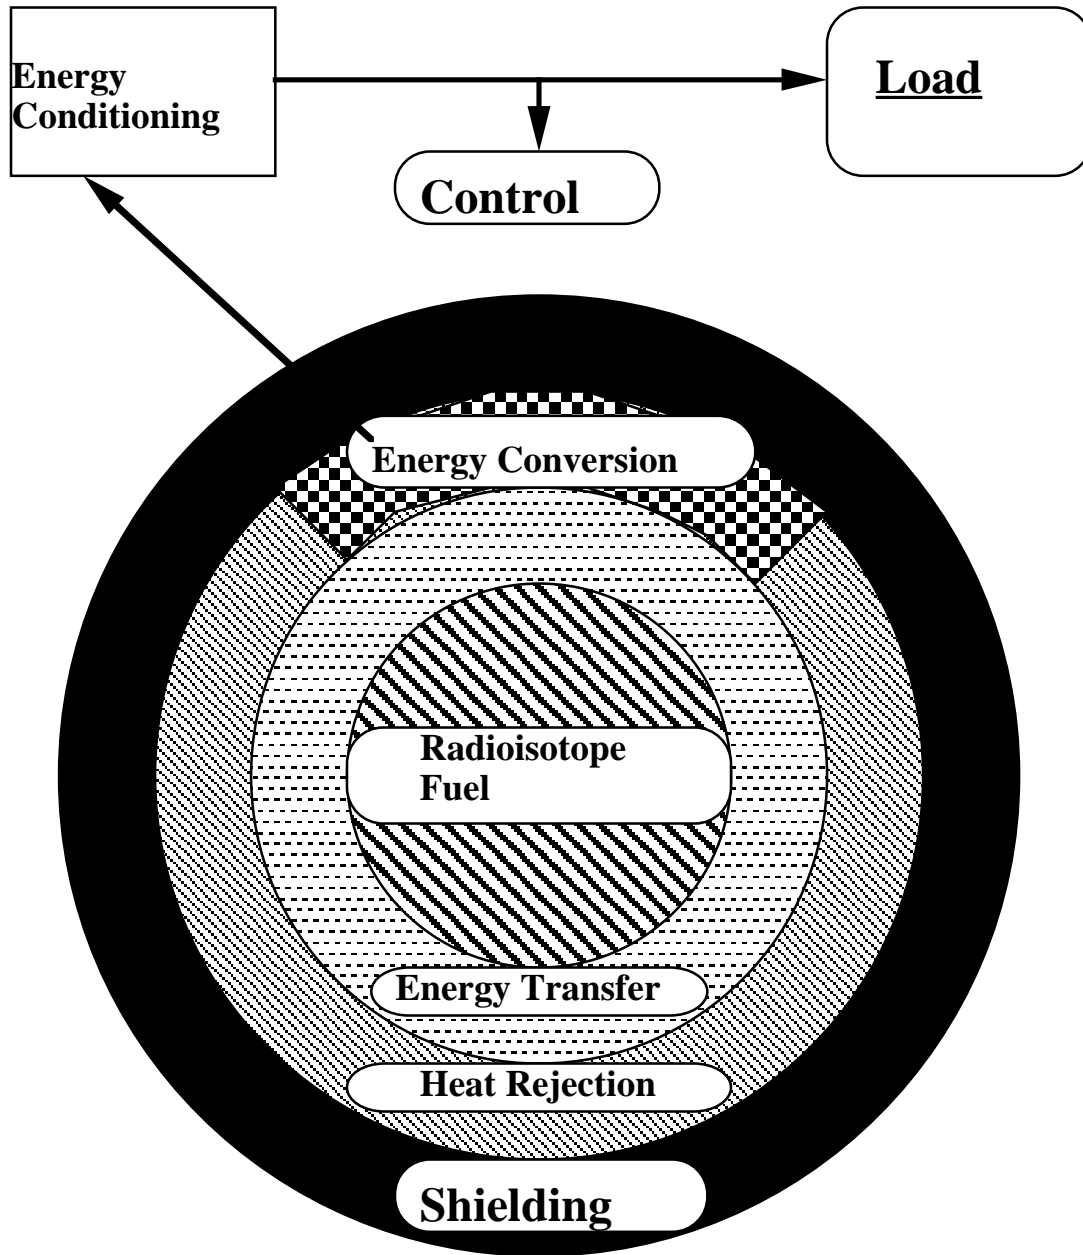 Energy
Conditioning
Load
Control
Energy Conversion
Radioisotope
Fuel
Energy Transfer
Heat Rejection
Shielding